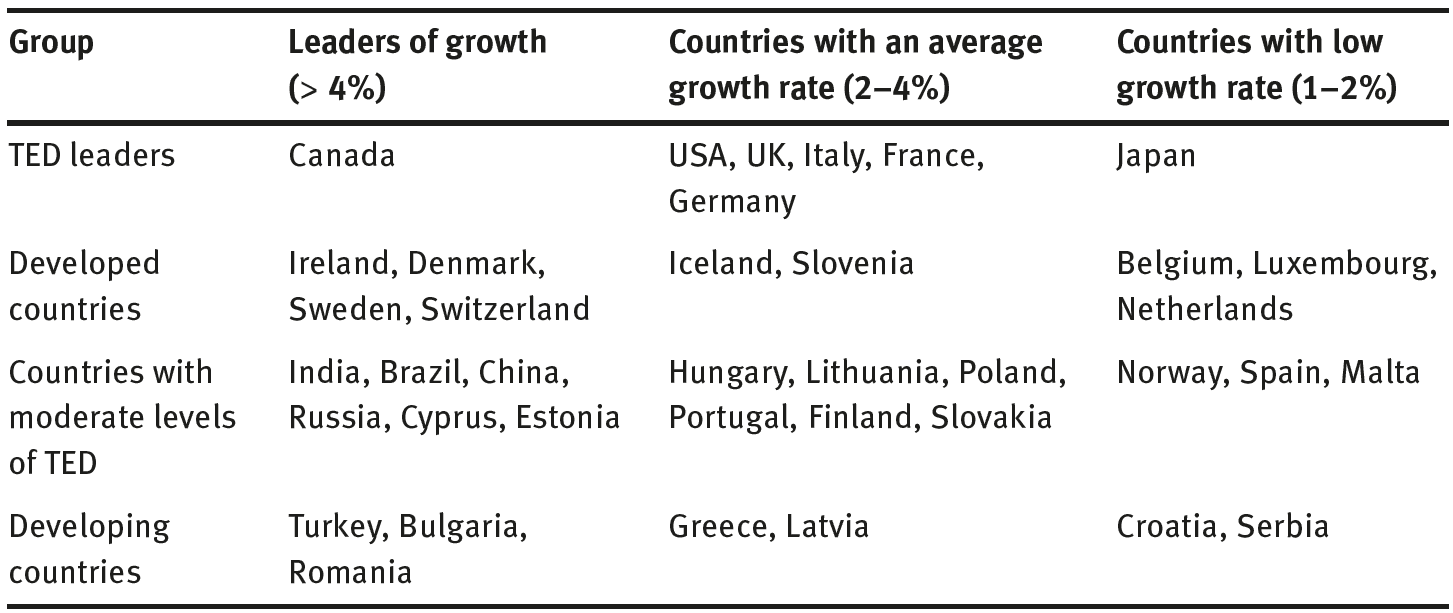 Group
Leaders of growth
(> 4%)
Countries with an average
growth rate (2–4%)
Countries with low
growth rate (1–2%)
TED leaders
Canada
USA, UK, Italy, France,
Germany
Japan
Developed
countries
Ireland, Denmark,
Sweden, Switzerland
Iceland, Slovenia
Belgium, Luxembourg,
Netherlands
Countries with
moderate levels
of TED
India, Brazil, China,
Russia, Cyprus, Estonia
Hungary, Lithuania, Poland,
Portugal, Finland, Slovakia
Norway, Spain, Malta
Developing
countries
Turkey, Bulgaria,
Romania
Greece, Latvia
Croatia, Serbia